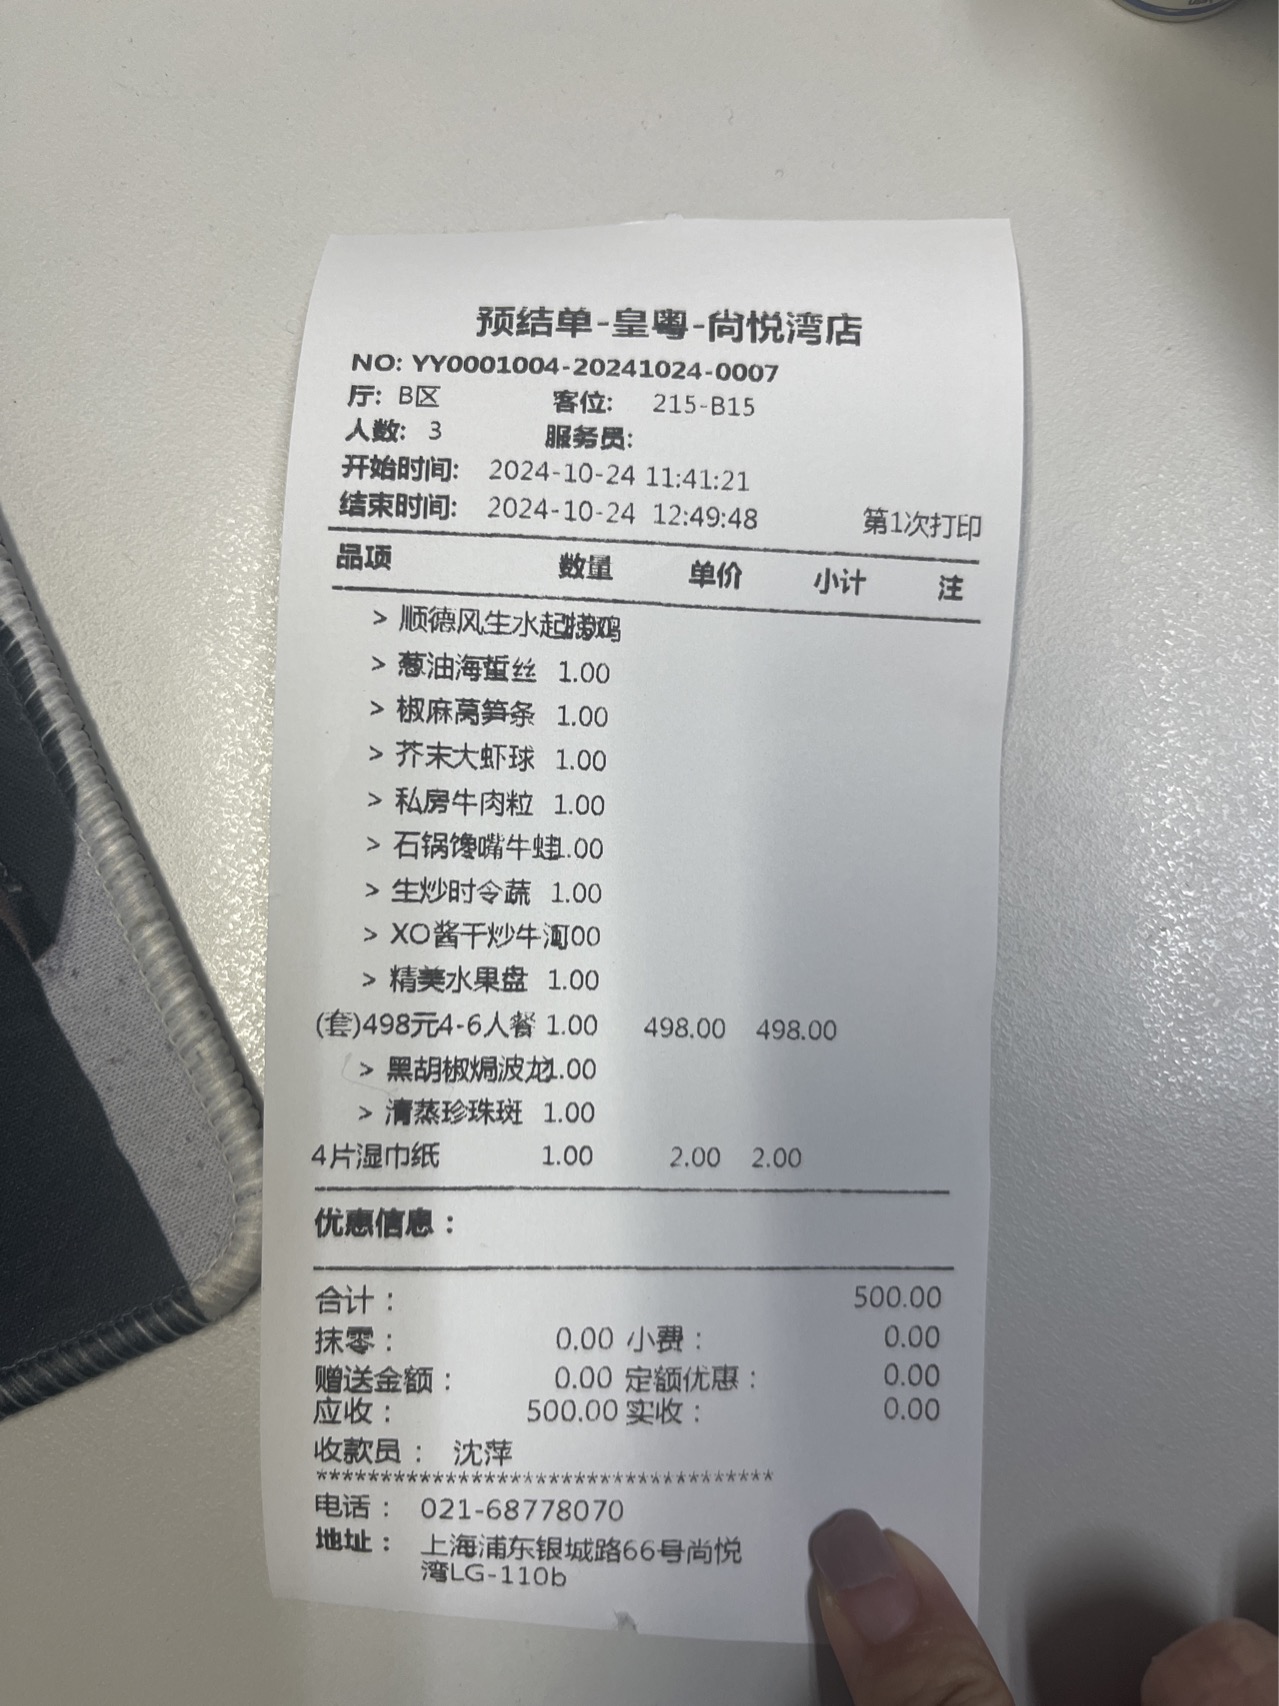 预结单-皇粤-尚悦湾店
NO: YY0001004-20241024-0007
厅: B区 客位: 215-B15
人数: 3 服务员:
开始时间: 2024-10-24 11:41:21
结束时间: 2024-10-24 12:49:48 第1次打印
品项 数量 单价 小计 注
> 顺德风生水起捞鸡
> 葱油海蜇丝 1.00
> 椒麻莴笋条 1.00
> 芥末大虾球 1.00
> 私房牛肉粒 1.00
> 石锅馋嘴牛蛙1.00
> 生炒时令蔬 1.00
> XO酱干炒牛河.00
> 精美水果盘 1.00
(套)498元4-6人餐 1.00 498.00 498.00
> 黑胡椒焗波龙1.00
> 清蒸珍珠斑 1.00
4片湿巾纸 1.00 2.00 2.00
优惠信息：
合计： 500.00
抹零： 0.00 小费： 0.00
赠送金额： 0.00 定额优惠： 0.00
应收： 500.00 实收： 0.00
收款员： 沈萍
***********************************
电话： 021-68778070
地址： 上海浦东银城路66号尚悦
湾LG-110b